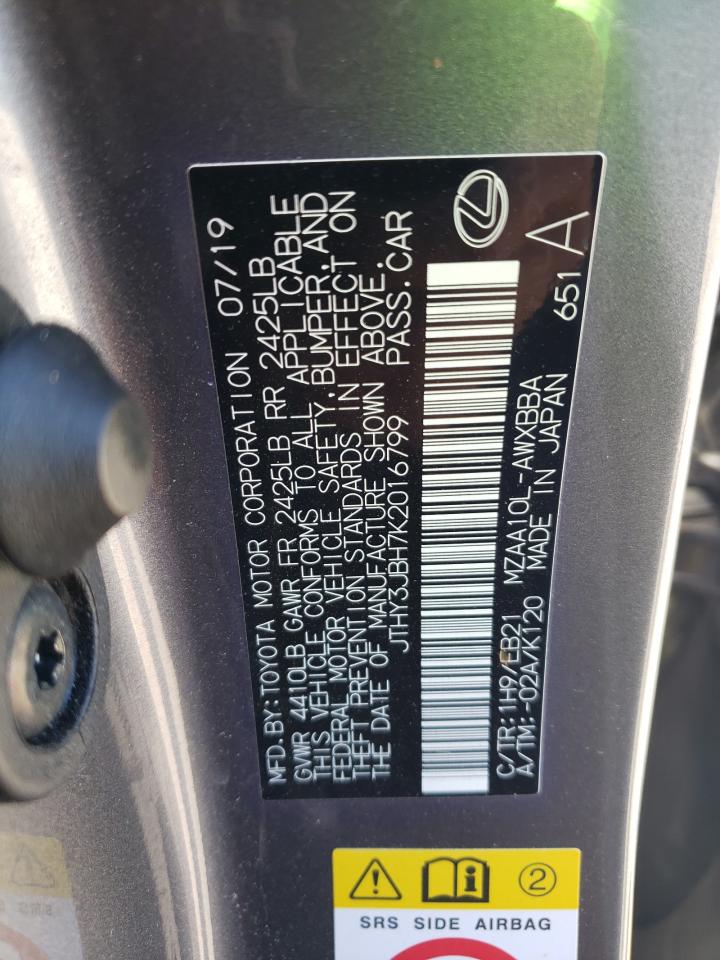 MFD.BY:TOYOTA MOTOR CORPORATION 07/19
GVWR 4410LB GAWR FR 2425LB RR 2425LB
THIS VEHICLE CONFORMS TO ALL APPLICABLE
FEDERAL MOTOR VEHICLE SAFETY,BUMPER,AND
THEFT PREVENTION STANDARDS IN EFFECT ON
THE DATE OF MANUFACTURE SHOWN ABOVE.
JTHY3JBH7K2016799 PASS.CAR
C/TR:1H9/EB21 MZAA10L-AWXBBA
A/TM:-02A/K120 MADE IN JAPAN
651 A
2
SRS SIDE AIRBAG